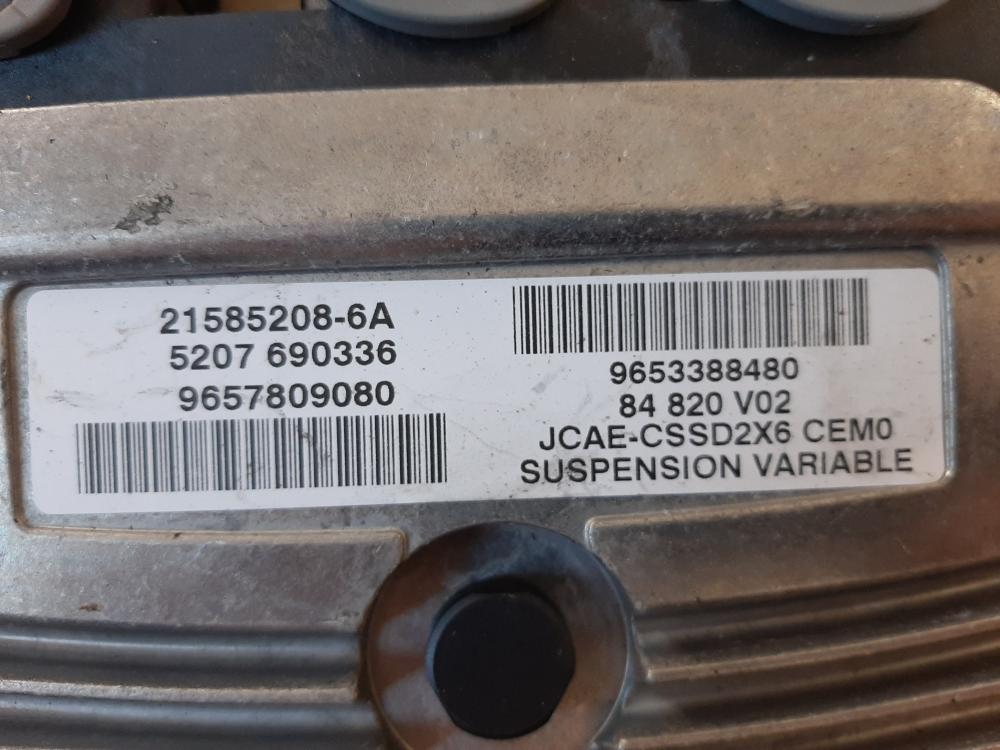 21585208-6A
5207 690336
9657809080
9653388480
84 820 V02
JCAE-CSSD2X6 CEM0
SUSPENSION VARIABLE